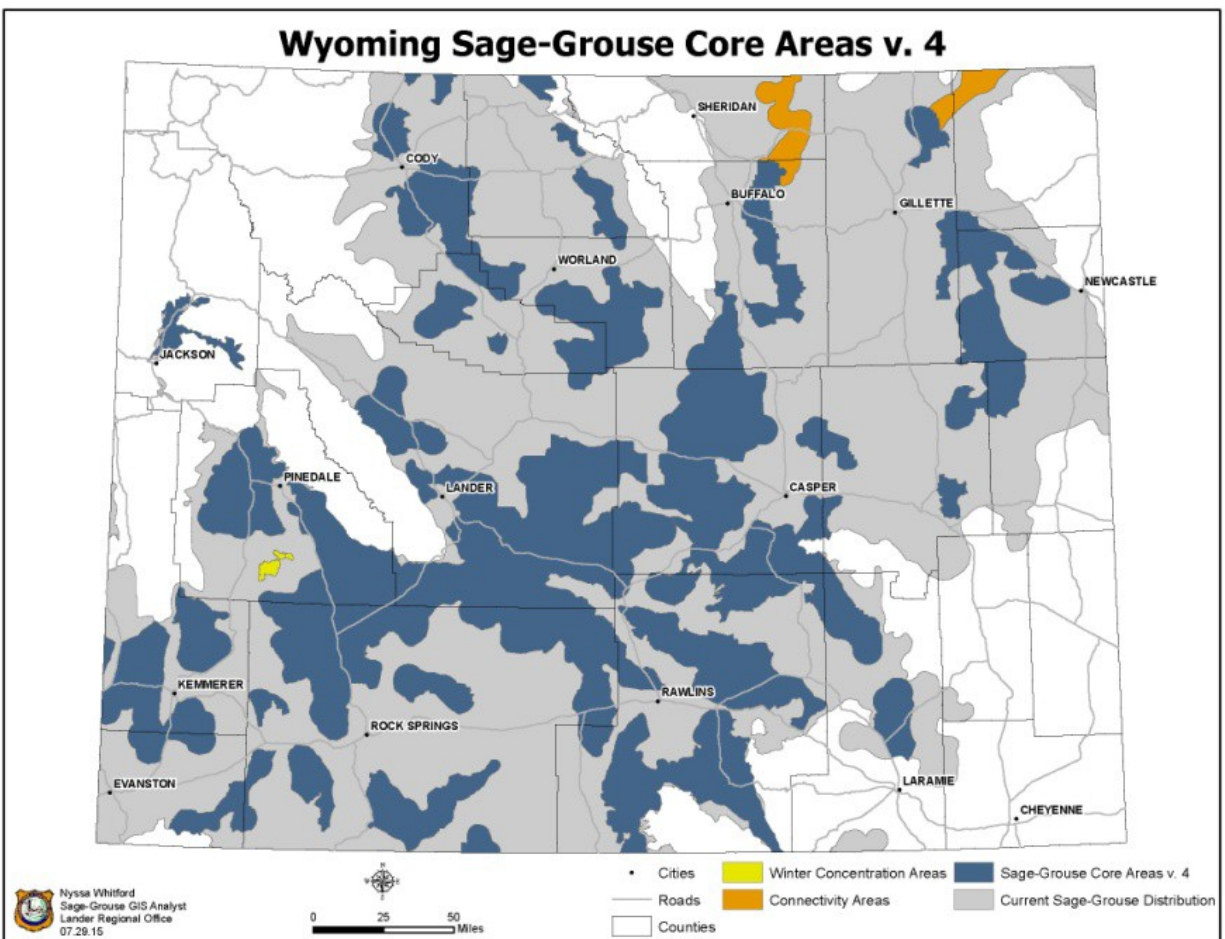 Wyoming Sage-Grouse Core Areas v. 4
SHERIDAN
CODY
BUFFALO
GILLETTE
WORLAND
NEWCASTLE
JACKSON
PINEDALE
LANDER
CASPER
KEMMERER
RAWLINS
ROCK SPRINGS
EVANSTON
LARAMIE
CHEYENNE
Nyssa Whitford
Sage-Grouse GIS Analyst
Lander Regional Office
07.29.15
N
W E
S
0 25 50
Miles
Cities
Roads
Counties
Winter Concentration Areas
Connectivity Areas
Sage-Grouse Core Areas v. 4
Current Sage-Grouse Distribution